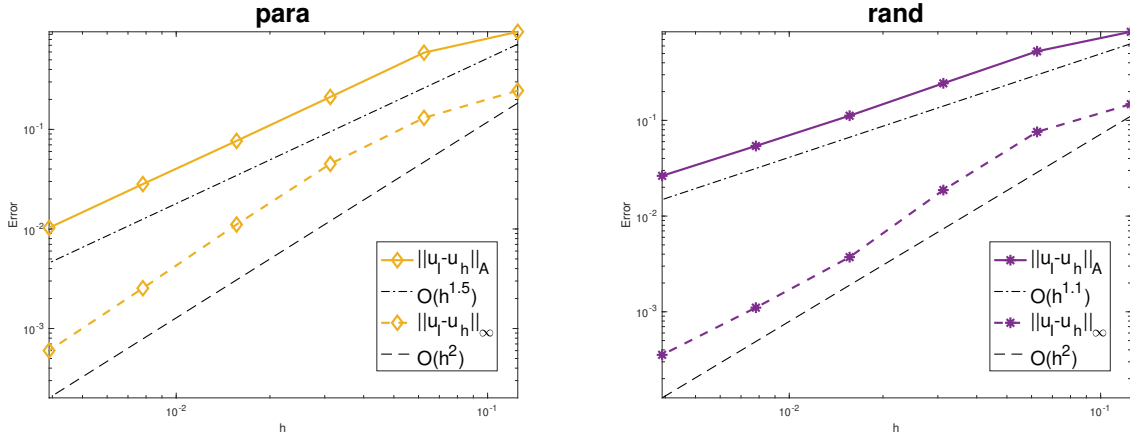 para
10^-1
10^-2
10^-3
Error
10^-2
10^-1
h
||u_I-u_h||_A
O(h^1.5)
||u_I-u_h||_∞
O(h^2)
rand
10^-1
10^-2
10^-3
Error
10^-2
10^-1
h
||u_I-u_h||_A
O(h^1.1)
||u_I-u_h||_∞
O(h^2)